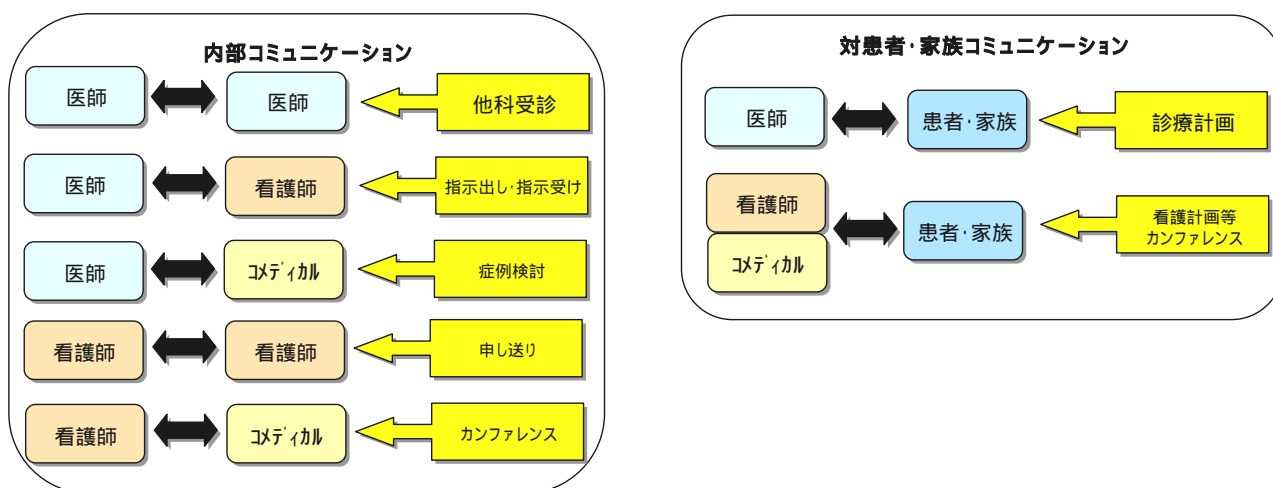 内部コミュニケーション
医師
医師
他科受診
医師
看護師
指示出し・指示受け
医師
ｺﾒﾃﾞｨｶﾙ
症例検討
看護師
看護師
申し送り
看護師
ｺﾒﾃﾞｨｶﾙ
カンファレンス
対患者・家族コミュニケーション
医師
患者・家族
診療計画
看護師
ｺﾒﾃﾞｨｶﾙ
患者・家族
看護計画等
カンファレンス